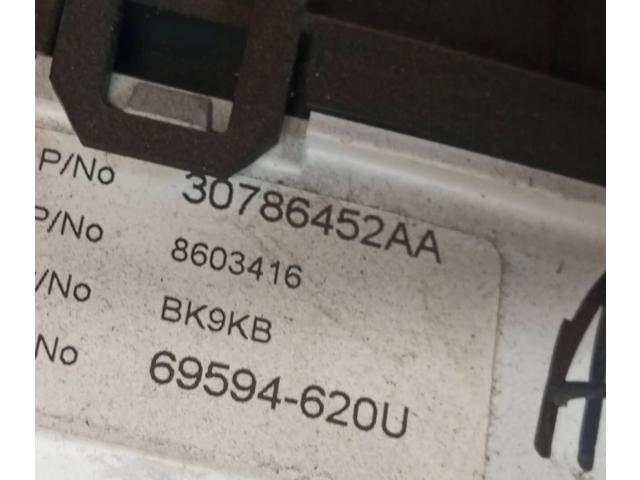 P/No 30786452AA
P/No 8603416
/No BK9KB
No 69594-620U